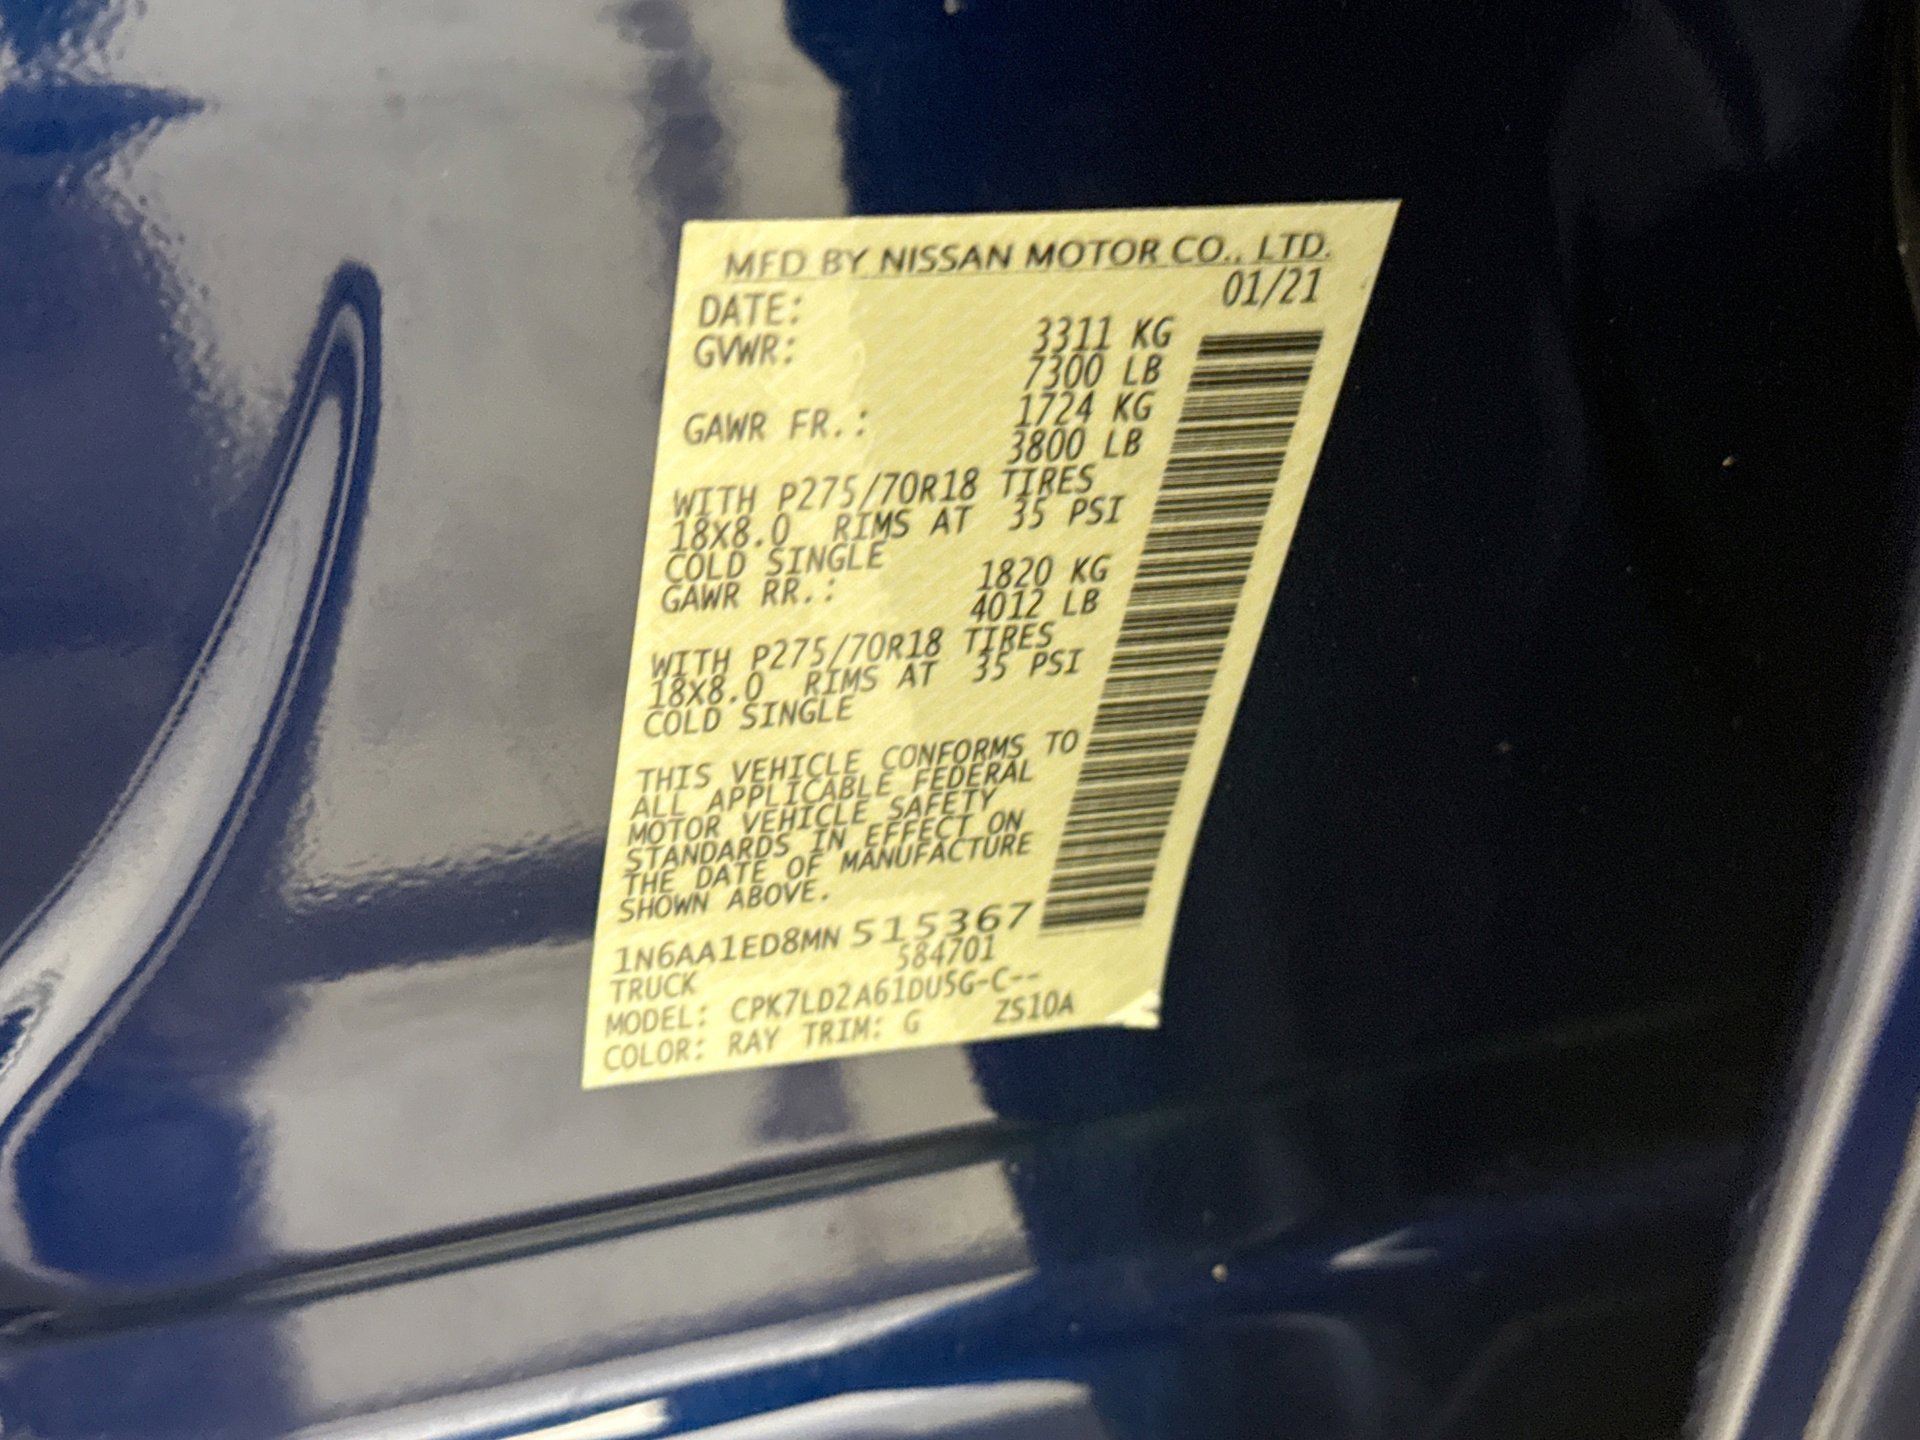 MFD BY NISSAN MOTOR CO., LTD.
DATE: 01/21
GVWR: 3311 KG
7300 LB
GAWR FR.: 1724 KG
3800 LB
WITH P275/70R18 TIRES
18X8.0 RIMS AT 35 PSI
COLD SINGLE
GAWR RR.: 1820 KG
4012 LB
WITH P275/70R18 TIRES
18X8.0 RIMS AT 35 PSI
COLD SINGLE
THIS VEHICLE CONFORMS TO
ALL APPLICABLE FEDERAL
MOTOR VEHICLE SAFETY
STANDARDS IN EFFECT ON
THE DATE OF MANUFACTURE
SHOWN ABOVE.
1N6AA1ED8MN 515367
584701
TRUCK
MODEL: CPK7LD2A61DU5G-C--
COLOR: RAY TRIM: G ZS10A